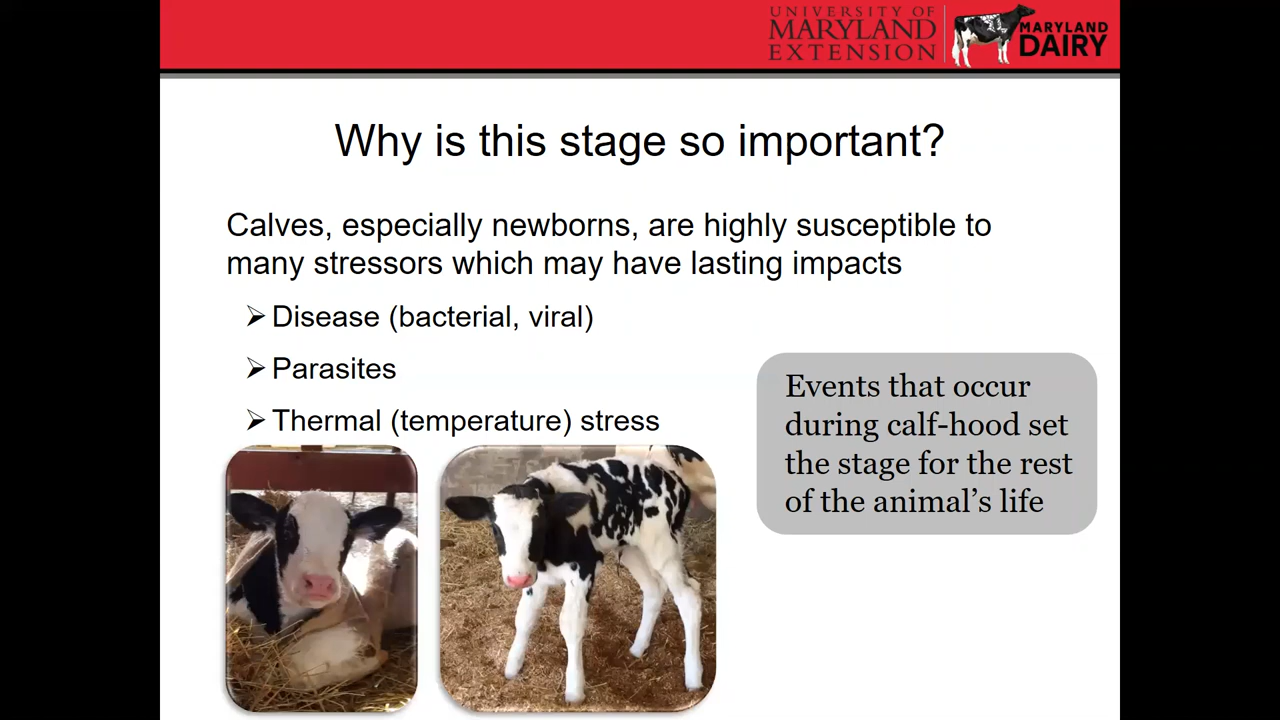 UNIVERSITY OF
MARYLAND
EXTENSION
MARYLAND
DAIRY
Why is this stage so important?
Calves, especially newborns, are highly susceptible to
many stressors which may have lasting impacts
➢ Disease (bacterial, viral)
➢ Parasites
➢ Thermal (temperature) stress
Events that occur
during calf-hood set
the stage for the rest
of the animal’s life